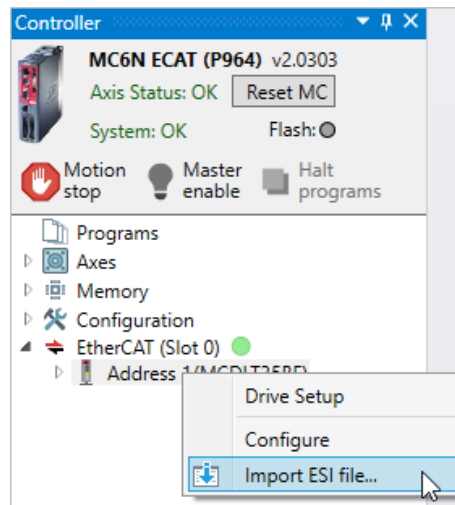 Controller
MC6N ECAT (P964) v2.0303
Axis Status: OK Reset MC
System: OK Flash:
Motion stop Master enable Halt programs
Programs
Axes
Memory
Configuration
EtherCAT (Slot 0)
Address
Drive Setup
Configure
Import ESI file...